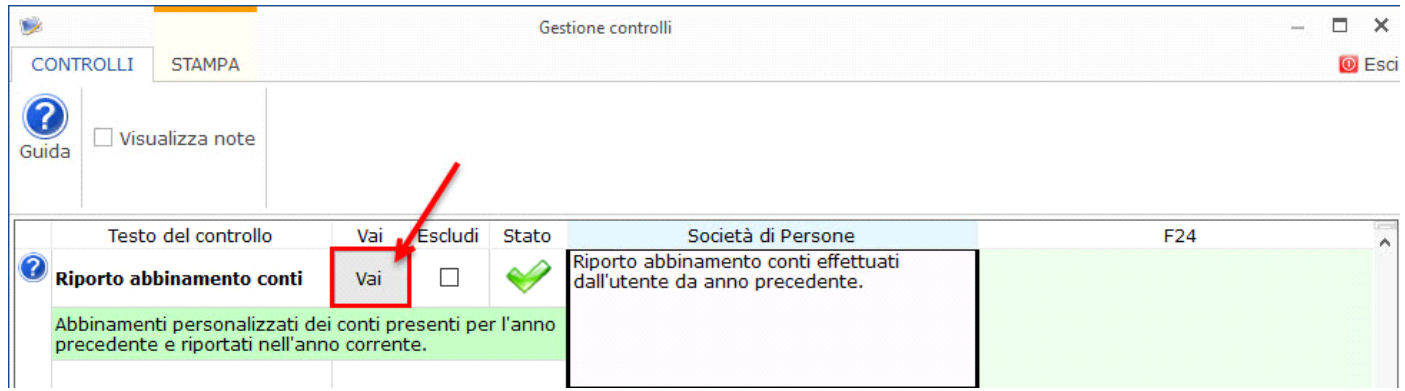 Gestione controlli
CONTROLLI STAMPA Esci
Guida Visualizza note
Testo del controllo Vai Escludi Stato Società di Persone F24
Riporto abbinamento conti Vai Riporto abbinamento conti effettuati
dall'utente da anno precedente.
Abbinamenti personalizzati dei conti presenti per l'anno
precedente e riportati nell'anno corrente.